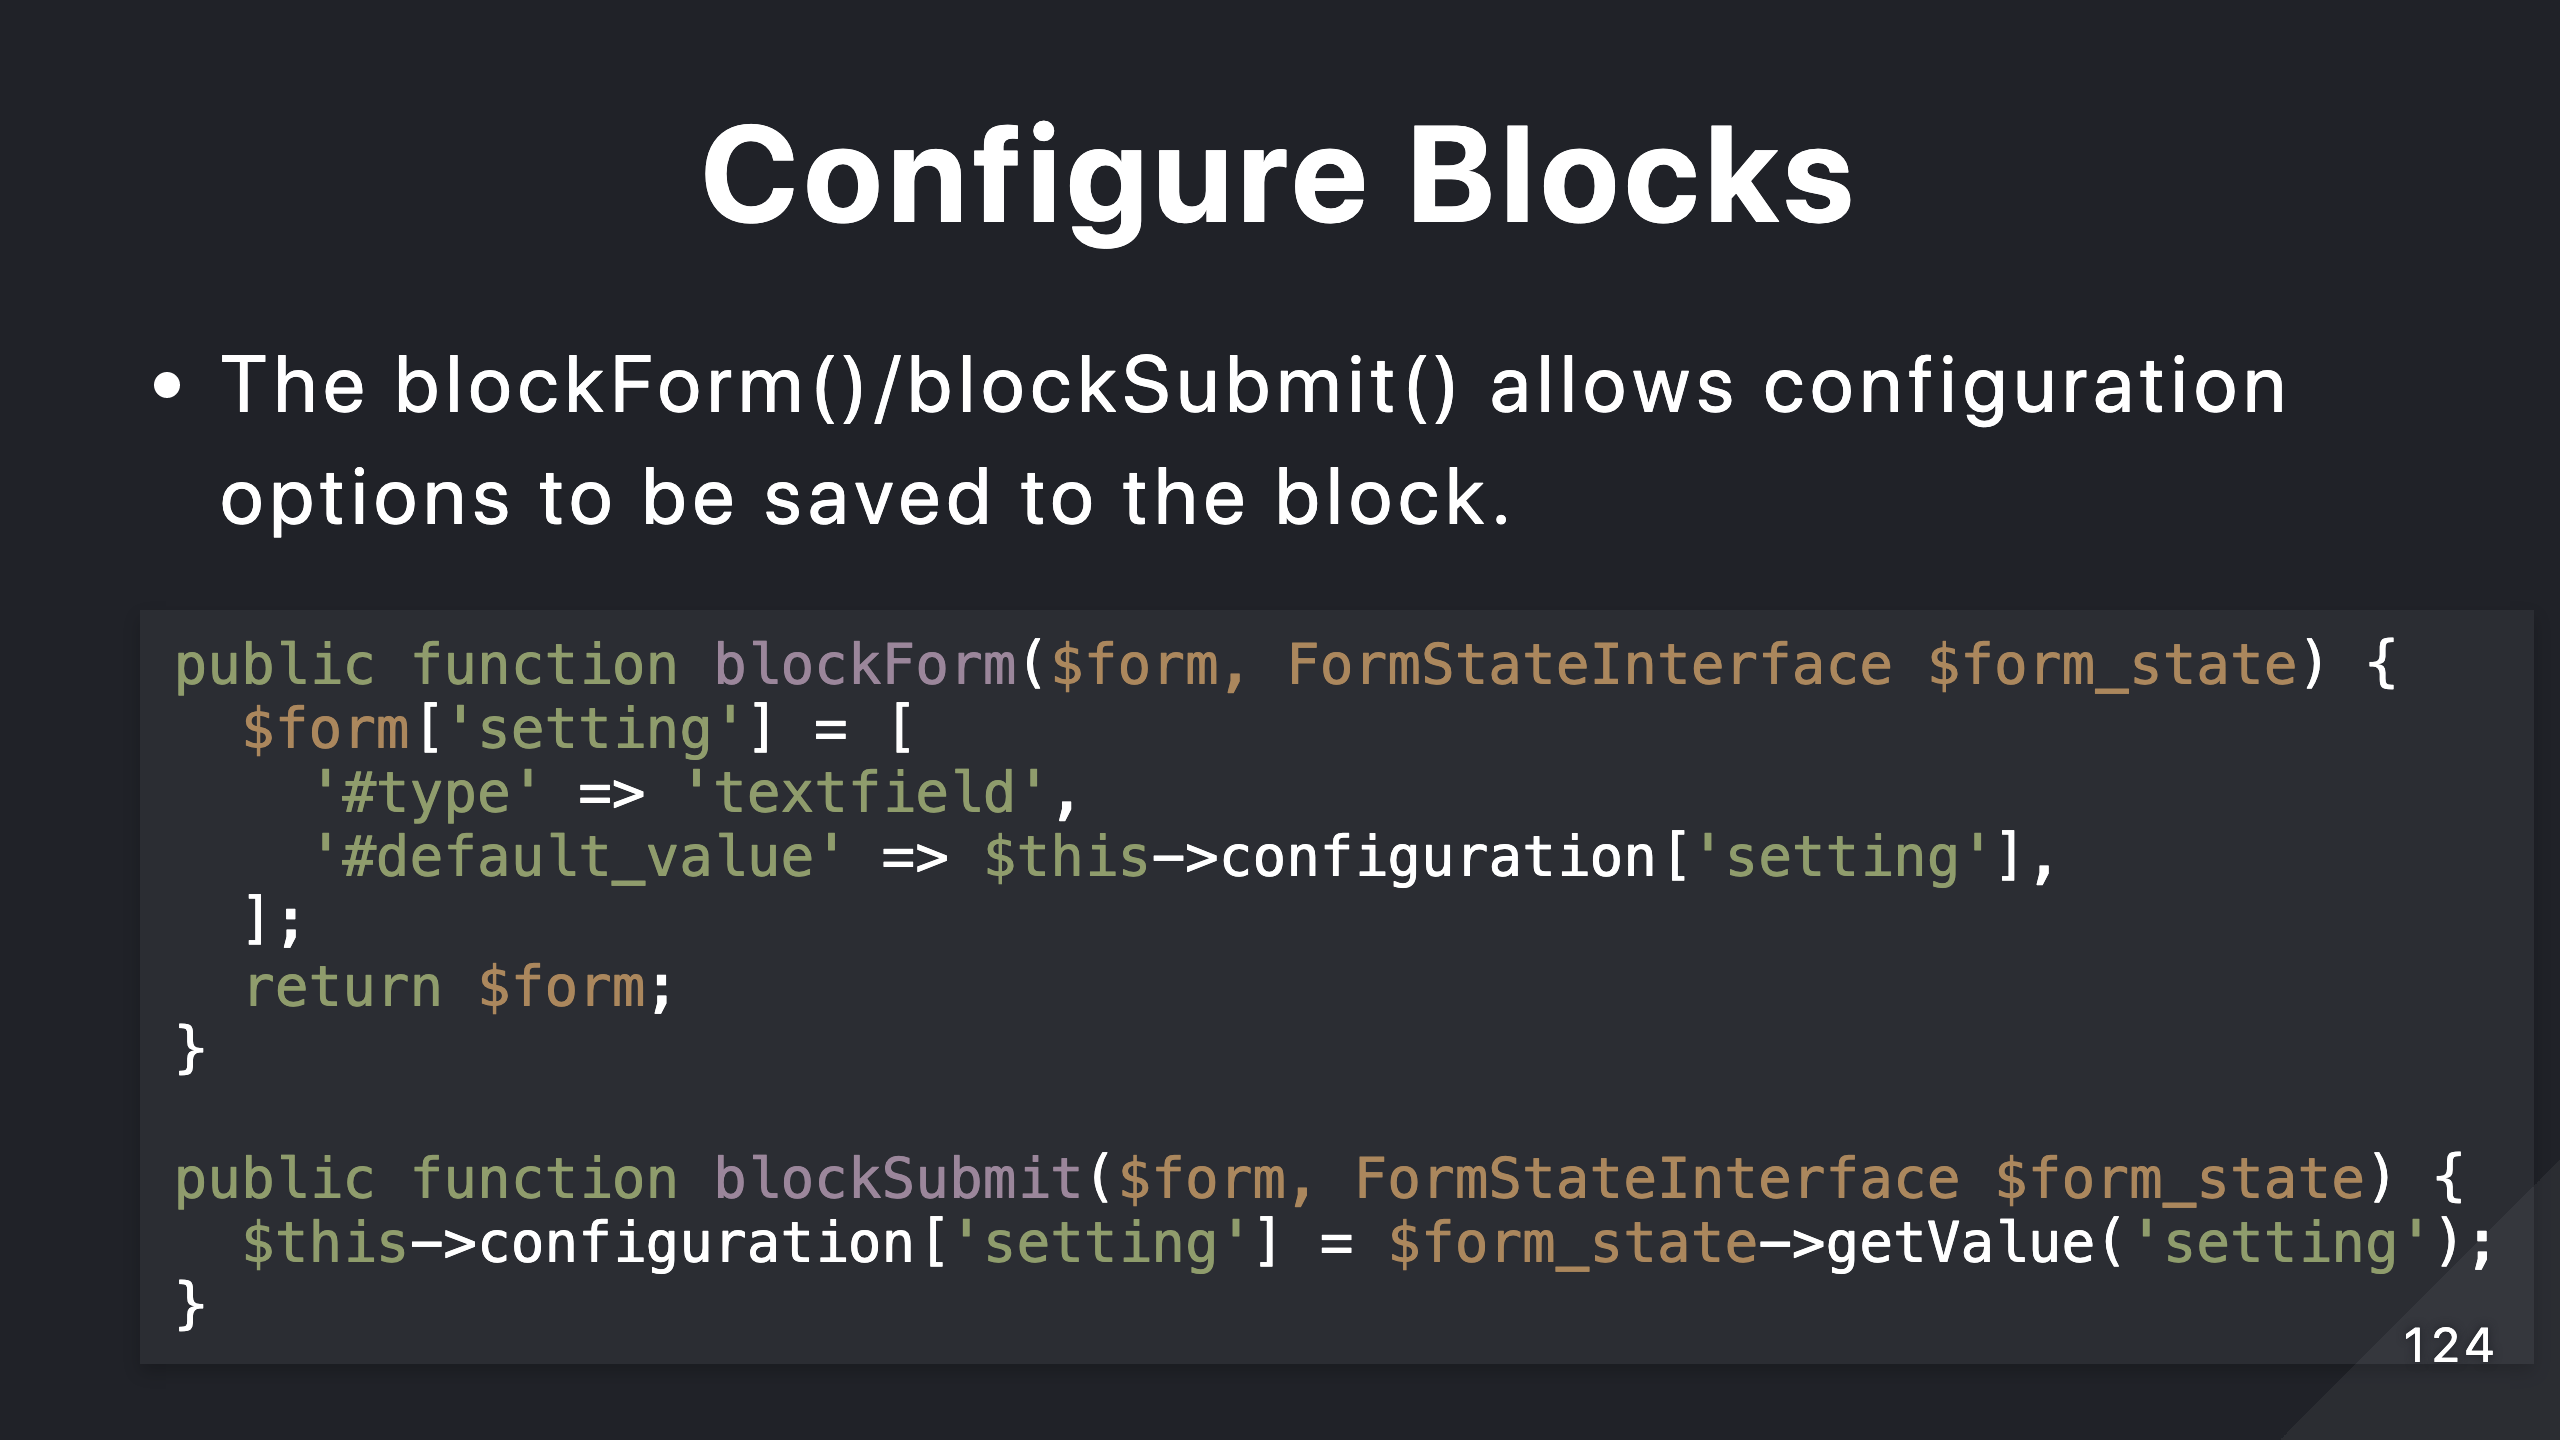 Configure Blocks
• The blockForm()/blockSubmit() allows configuration
options to be saved to the block.
public function blockForm($form, FormStateInterface $form_state) {
  $form['setting'] = [
    '#type' => 'textfield',
    '#default_value' => $this->configuration['setting'],
  ];
  return $form;
}

public function blockSubmit($form, FormStateInterface $form_state) {
  $this->configuration['setting'] = $form_state->getValue('setting');
}
124